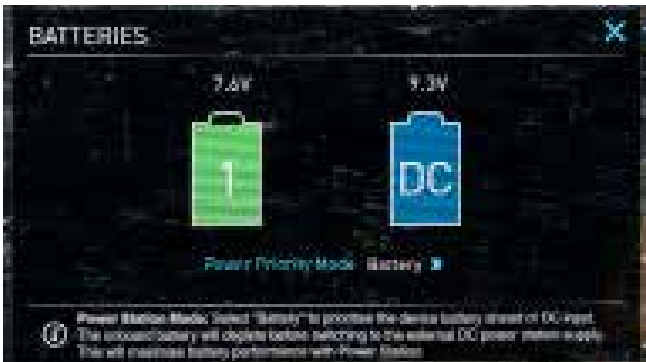 BATTERIES
7.6V 9.3V
1 DC
Power Priority Mode Battery
Power Station Mode: Select "Battery" to prioritise the device battery ahead of DC input.
The onboard battery will deplete before switching to the external DC power station supply.
This will maximise battery performance with Power Station